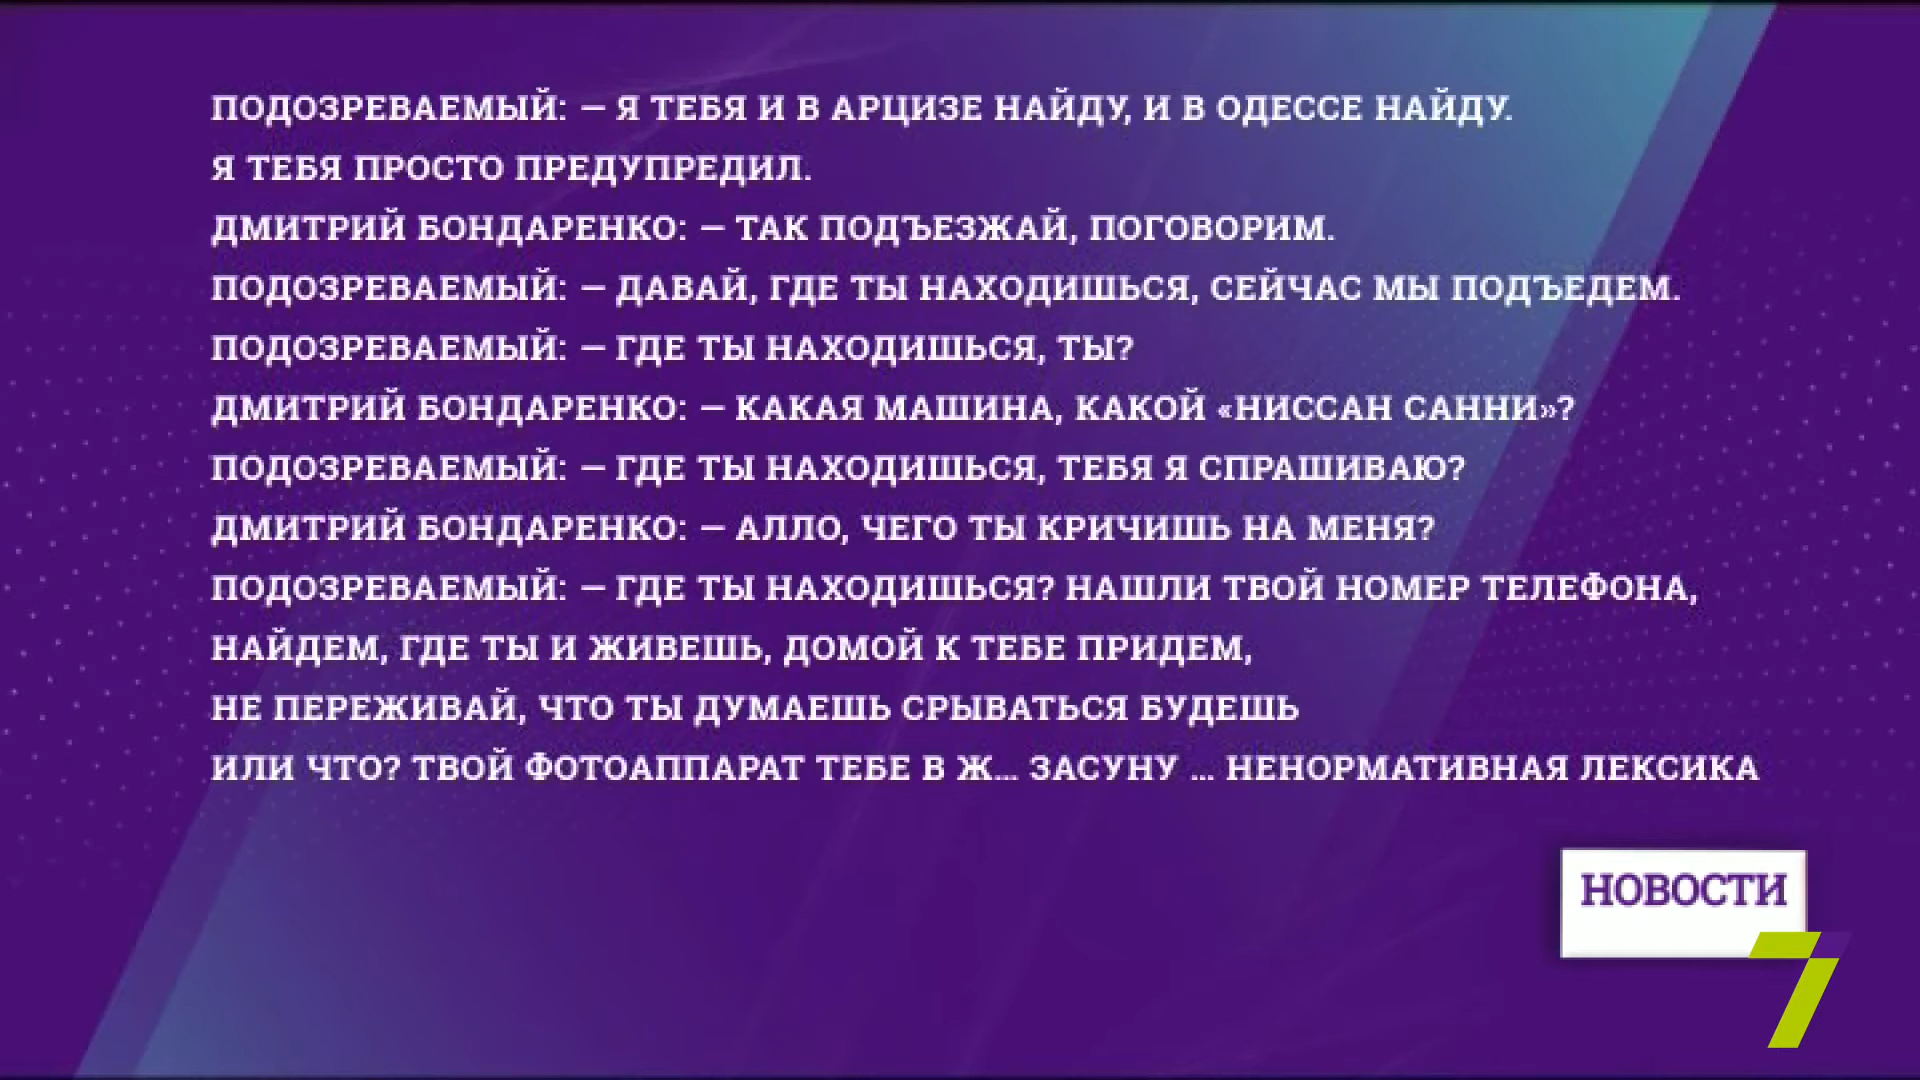 ПОДОЗРЕВАЕМЫЙ: – Я ТЕБЯ И В АРЦИЗЕ НАЙДУ, И В ОДЕССЕ НАЙДУ.
Я ТЕБЯ ПРОСТО ПРЕДУПРЕДИЛ.
ДМИТРИЙ БОНДАРЕНКО: – ТАК ПОДЪЕЗЖАЙ, ПОГОВОРИМ.
ПОДОЗРЕВАЕМЫЙ: – ДАВАЙ, ГДЕ ТЫ НАХОДИШЬСЯ, СЕЙЧАС МЫ ПОДЪЕДЕМ.
ПОДОЗРЕВАЕМЫЙ: – ГДЕ ТЫ НАХОДИШЬСЯ, ТЫ?
ДМИТРИЙ БОНДАРЕНКО: – КАКАЯ МАШИНА, КАКОЙ «НИССАН САННИ»?
ПОДОЗРЕВАЕМЫЙ: – ГДЕ ТЫ НАХОДИШЬСЯ, ТЕБЯ Я СПРАШИВАЮ?
ДМИТРИЙ БОНДАРЕНКО: – АЛЛО, ЧЕГО ТЫ КРИЧИШЬ НА МЕНЯ?
ПОДОЗРЕВАЕМЫЙ: – ГДЕ ТЫ НАХОДИШЬСЯ? НАШЛИ ТВОЙ НОМЕР ТЕЛЕФОНА,
НАЙДЕМ, ГДЕ ТЫ И ЖИВЕШЬ, ДОМОЙ К ТЕБЕ ПРИДЕМ,
НЕ ПЕРЕЖИВАЙ, ЧТО ТЫ ДУМАЕШЬ СРЫВАТЬСЯ БУДЕШЬ
ИЛИ ЧТО? ТВОЙ ФОТОАППАРАТ ТЕБЕ В Ж... ЗАСУНУ ... НЕНОРМАТИВНАЯ ЛЕКСИКА
НОВОСТИ
7